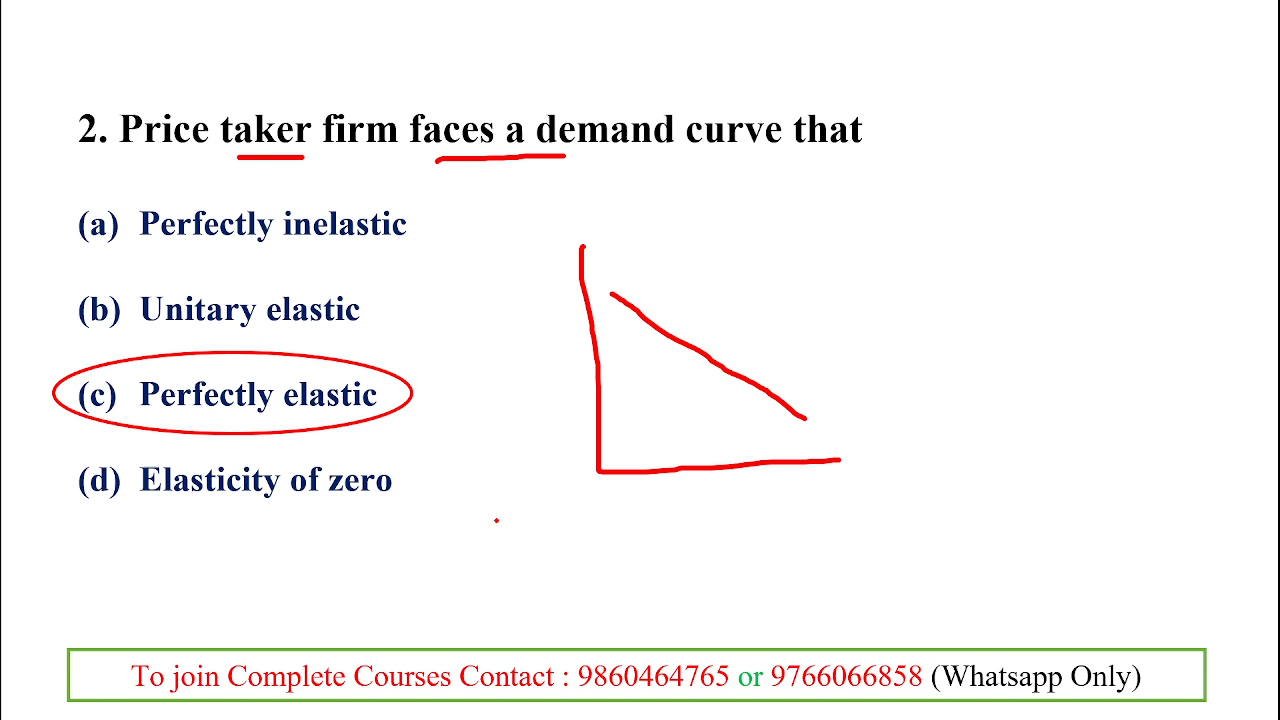 2. Price taker firm faces a demand curve that
(a) Perfectly inelastic
(b) Unitary elastic
(c) Perfectly elastic
(d) Elasticity of zero
To join Complete Courses Contact : 9860464765 or 9766066858 (Whatsapp Only)